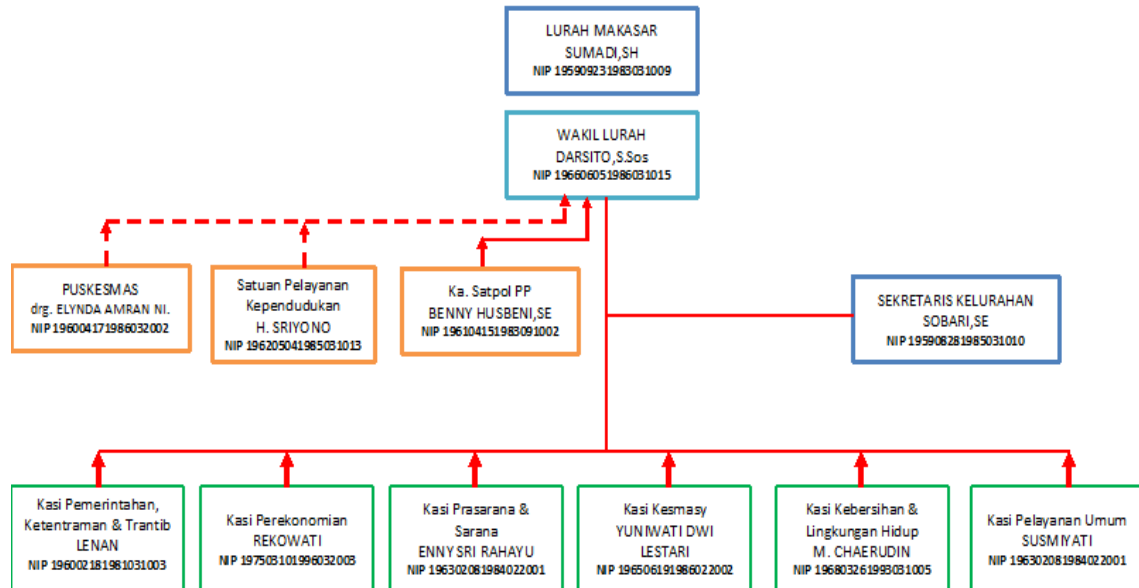 LURAH MAKASAR
SUMADI,SH
NIP 195909231983031009
WAKIL LURAH
DARSITO,S.Sos
NIP 196606051986031015
PUSKESMAS
drg. ELYNDA AMRAN NI.
NIP 196004171986032002
Satuan Pelayanan
Kependudukan
H. SRIYONO
NIP 196205041985031013
Ka. Satpol PP
BENNY HUSBENI,SE
NIP 196104151983091002
SEKRETARIS KELURAHAN
SOBARI,SE
NIP 195908281985031010
Kasi Pemerintahan,
Ketentraman & Trantib
LENAN
NIP 196002181981031003
Kasi Perekonomian
REKOWATI
NIP 197503101996032003
Kasi Prasarana &
Sarana
ENNY SRI RAHAYU
NIP 196302081984022001
Kasi Kesmasy
YUNIWATI DWI
LESTARI
NIP 196506191986022002
Kasi Kebersihan &
Lingkungan Hidup
M. CHAERUDIN
NIP 196803261993031005
Kasi Pelayanan Umum
SUSMIYATI
NIP 196302081984022001